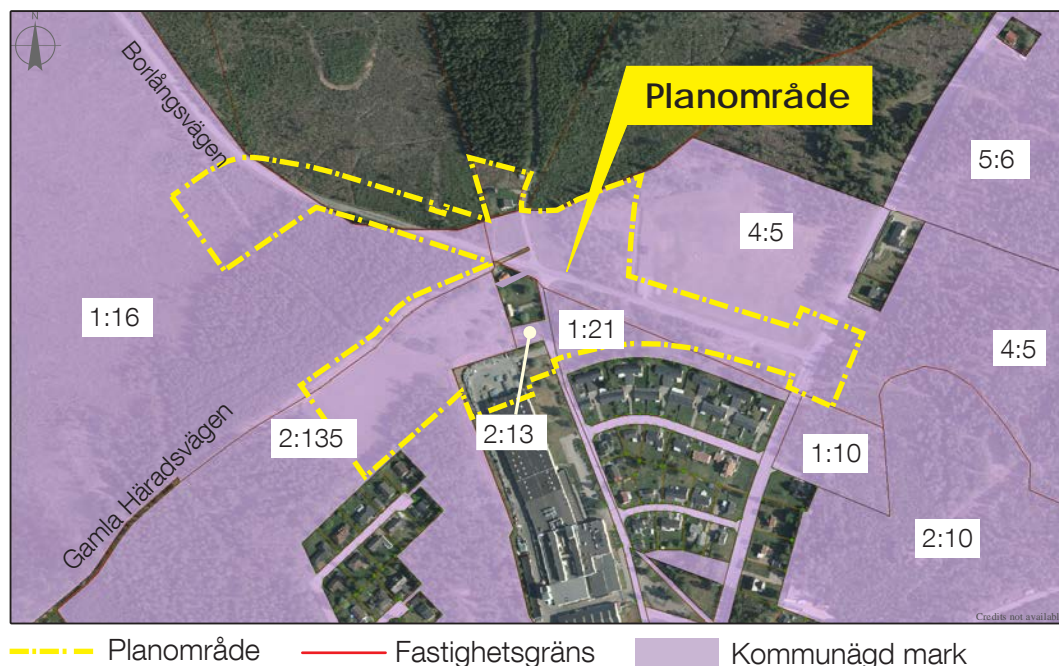 Borlångsvägen
Planområde
5:6
4:5
1:16
1:21
4:5
2:135
2:13
1:10
Gamla Häradsvägen
2:10
Credits not availabl
Planområde
Fastighetsgräns
Kommunägd mark